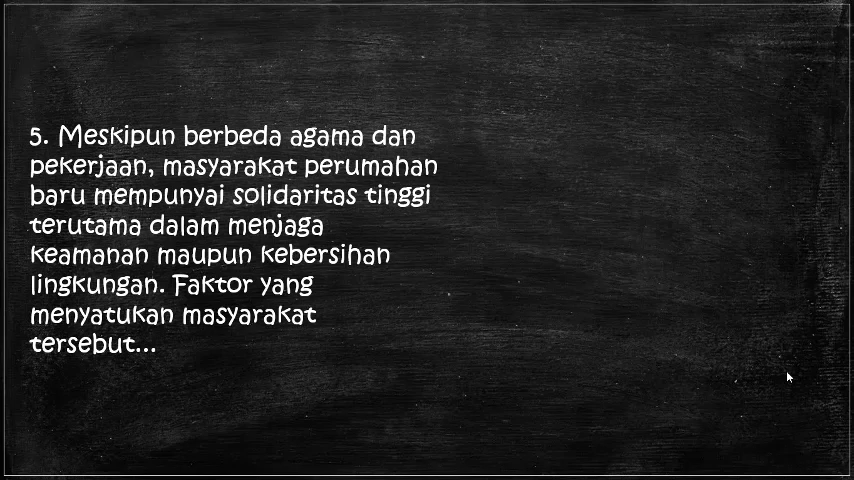 5. Meskipun berbeda agama dan
pekerjaan, masyarakat perumahan
baru mempunyai solidaritas tinggi
terutama dalam menjaga
keamanan maupun kebersihan
lingkungan. Faktor yang
menyatukan masyarakat
tersebut...